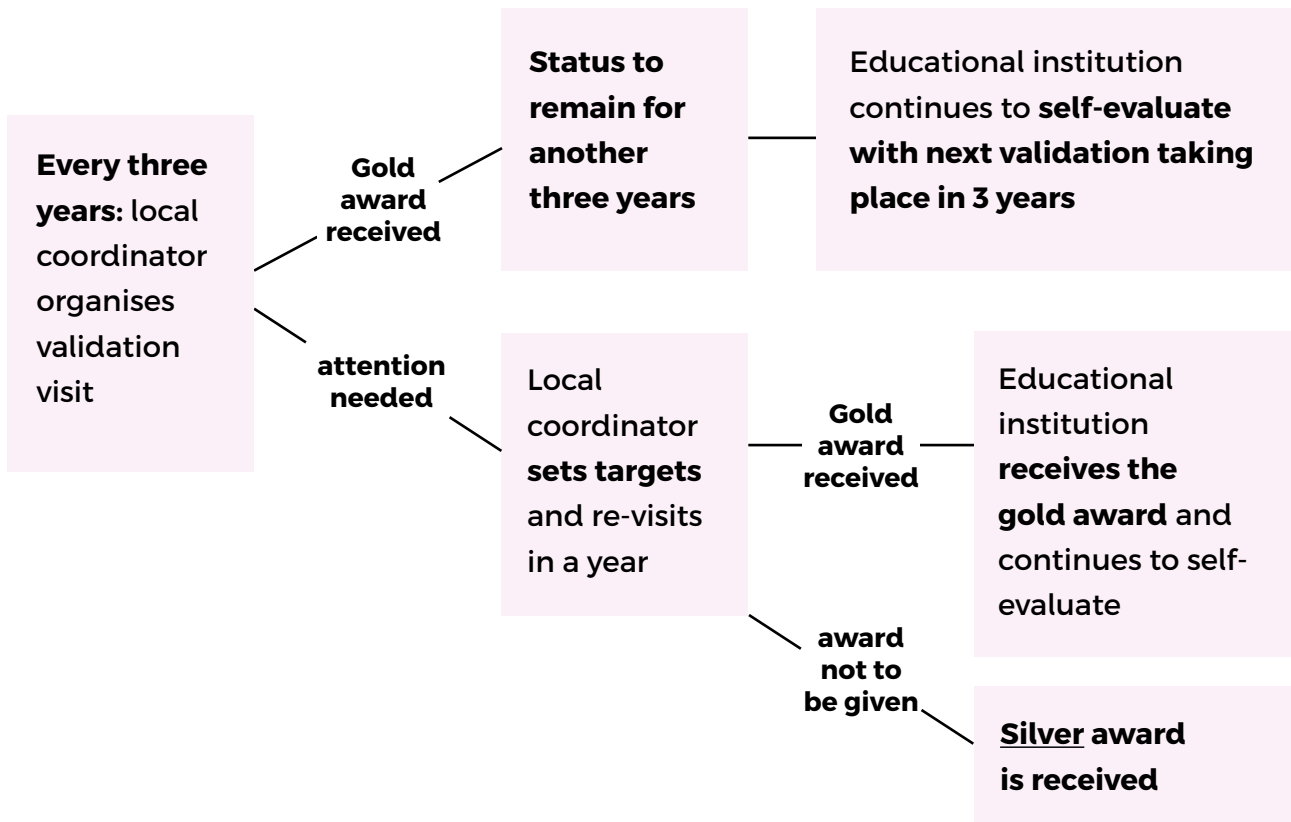 Every three
years: local
coordinator
organises
validation
visit
Gold
award
received
Status to
remain for
another
three years
Educational institution
continues to self-evaluate
with next validation taking
place in 3 years
attention
needed
Local
coordinator
sets targets
and re-visits
in a year
Gold
award
received
Educational
institution
receives the
gold award and
continues to self-
evaluate
award
not to
be given
Silver award
is received